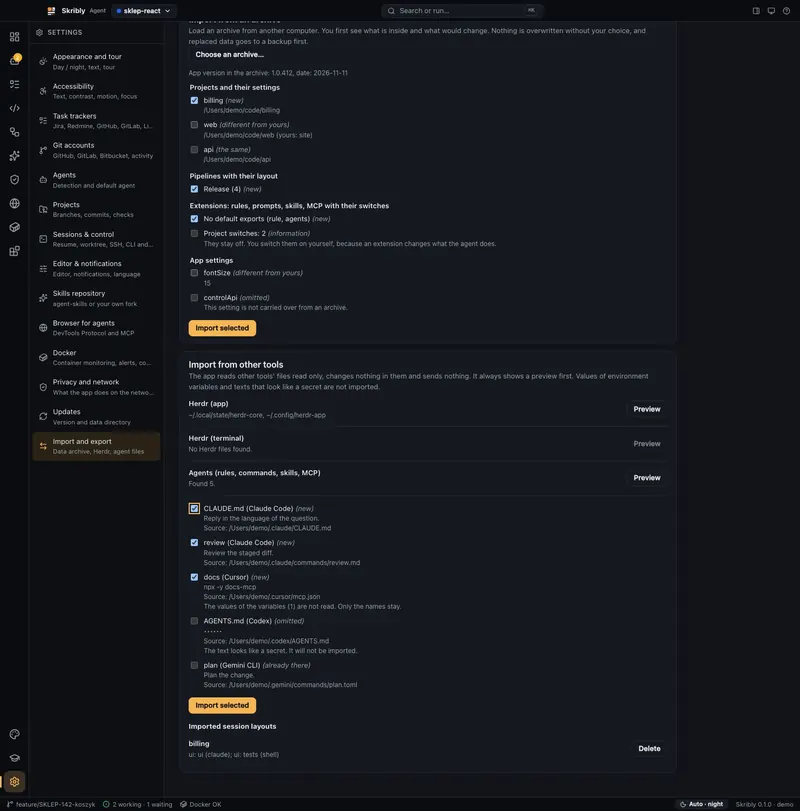 Skribly Agent sklep-react
Search or run... ⌘K
SETTINGS
Appearance and tour
Day / night, text, tour
Accessibility
Text, contrast, motion, focus
Task trackers
Jira, Redmine, GitHub, GitLab, Li...
Git accounts
GitHub, GitLab, Bitbucket, activity
Agents
Detection and default agent
Projects
Branches, commits, checks
Sessions & control
Resume, worktree, SSH, CLI and...
Editor & notifications
Editor, notifications, language
Skills repository
agent-skills or your own fork
Browser for agents
DevTools Protocol and MCP
Docker
Container monitoring, alerts, co...
Privacy and network
What the app does on the netwo...
Updates
Version and data directory
Import and export
Data archive, Herdr, agent files
Import from an archive
Load an archive from another computer. You first see what is inside and what would change. Nothing is overwritten without your choice, and
replaced data goes to a backup first.
Choose an archive...
App version in the archive: 1.0.412, date: 2026-11-11
Projects and their settings
billing (new)
/Users/demo/code/billing
web (different from yours)
/Users/demo/code/web (yours: site)
api (the same)
/Users/demo/code/api
Pipelines with their layout
Release (4) (new)
Extensions: rules, prompts, skills, MCP with their switches
No default exports (rule, agents) (new)
Project switches: 2 (information)
They stay off. You switch them on yourself, because an extension changes what the agent does.
App settings
fontSize (different from yours)
15
controlApi (omitted)
This setting is not carried over from an archive.
Import selected
Import from other tools
The app reads other tools' files read only, changes nothing in them and sends nothing. It always shows a preview first. Values of environment
variables and texts that look like a secret are not imported.
Herdr (app)
~/.local/state/herdr-core, ~/.config/herdr-app
Preview
Herdr (terminal)
No Herdr files found.
Preview
Agents (rules, commands, skills, MCP)
Found 5.
Preview
CLAUDE.md (Claude Code) (new)
Reply in the language of the question.
Source: /Users/demo/.claude/CLAUDE.md
review (Claude Code) (new)
Review the staged diff.
Source: /Users/demo/.claude/commands/review.md
docs (Cursor) (new)
npx -y docs-mcp
Source: /Users/demo/.cursor/mcp.json
The values of the variables (1) are not read. Only the names stay.
AGENTS.md (Codex) (omitted)
••••••
Source: /Users/demo/.codex/AGENTS.md
The text looks like a secret. It will not be imported.
plan (Gemini CLI) (already there)
Plan the change.
Source: /Users/demo/.gemini/commands/plan.toml
Import selected
Imported session layouts
billing
ui: ui (claude); ui: tests (shell)
Delete
feature/SKLEP-142-koszyk 2 working · 1 waiting Docker OK Auto · night Skribly 0.1.0 · demo